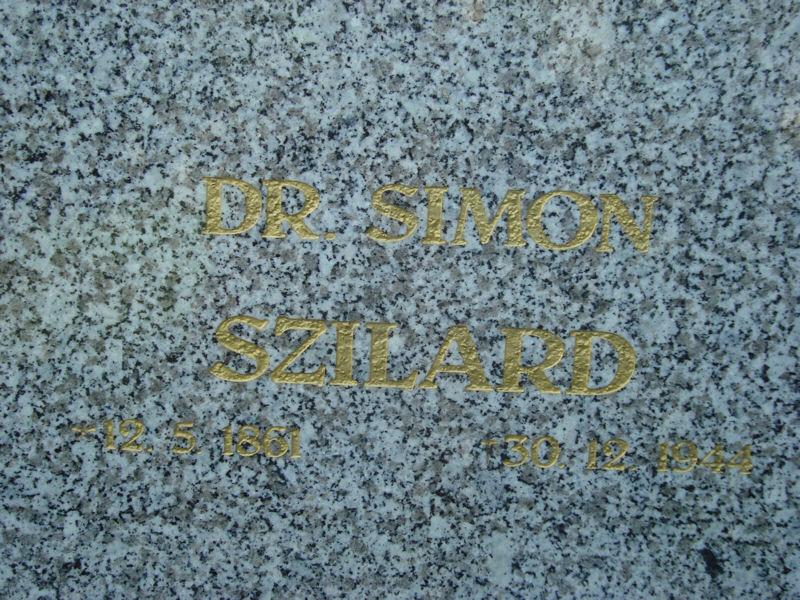 DR. SIMON
SZILARD
*12. 5. 1861 †30. 12. 1944